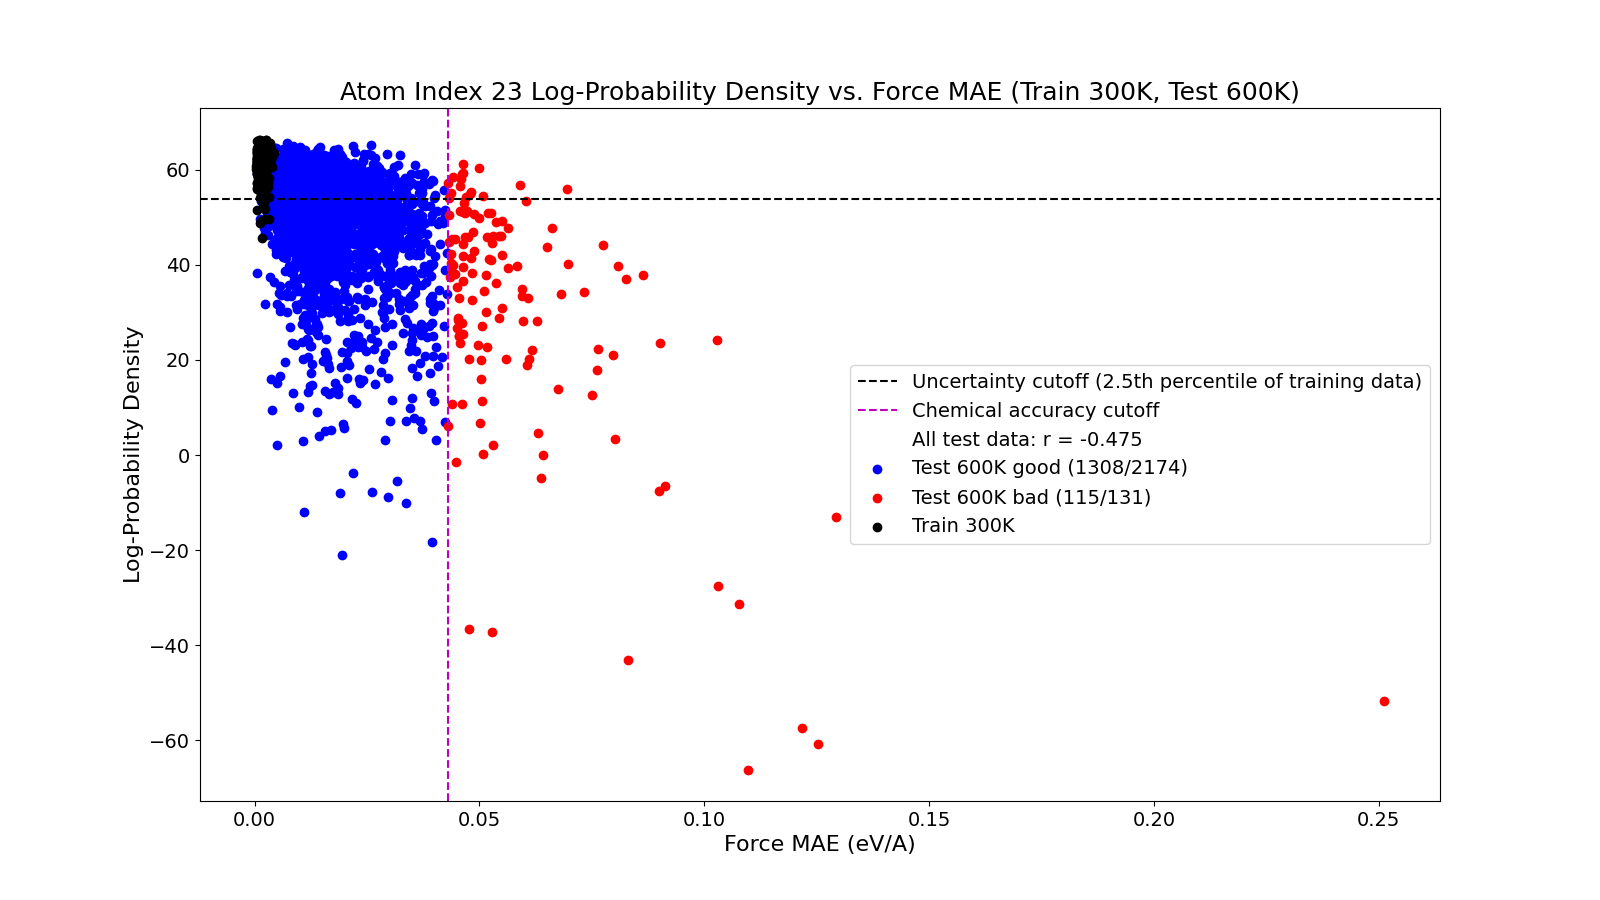 Atom Index 23 Log-Probability Density vs. Force MAE (Train 300K, Test 600K)
Log-Probability Density
60
40
20
0
−20
−40
−60
Uncertainty cutoff (2.5th percentile of training data)
Chemical accuracy cutoff
All test data: r = -0.475
Test 600K good (1308/2174)
Test 600K bad (115/131)
Train 300K
0.00 0.05 0.10 0.15 0.20 0.25
Force MAE (eV/A)